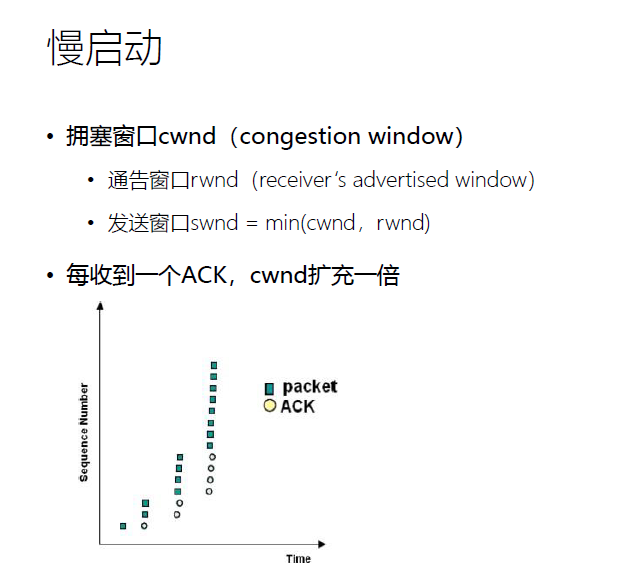 慢启动
• 拥塞窗口cwnd（congestion window）
• 通告窗口rwnd（receiver‘s advertised window）
• 发送窗口swnd = min(cwnd，rwnd)
• 每收到一个ACK，cwnd扩充一倍
packet
ACK
Sequence Number
Time